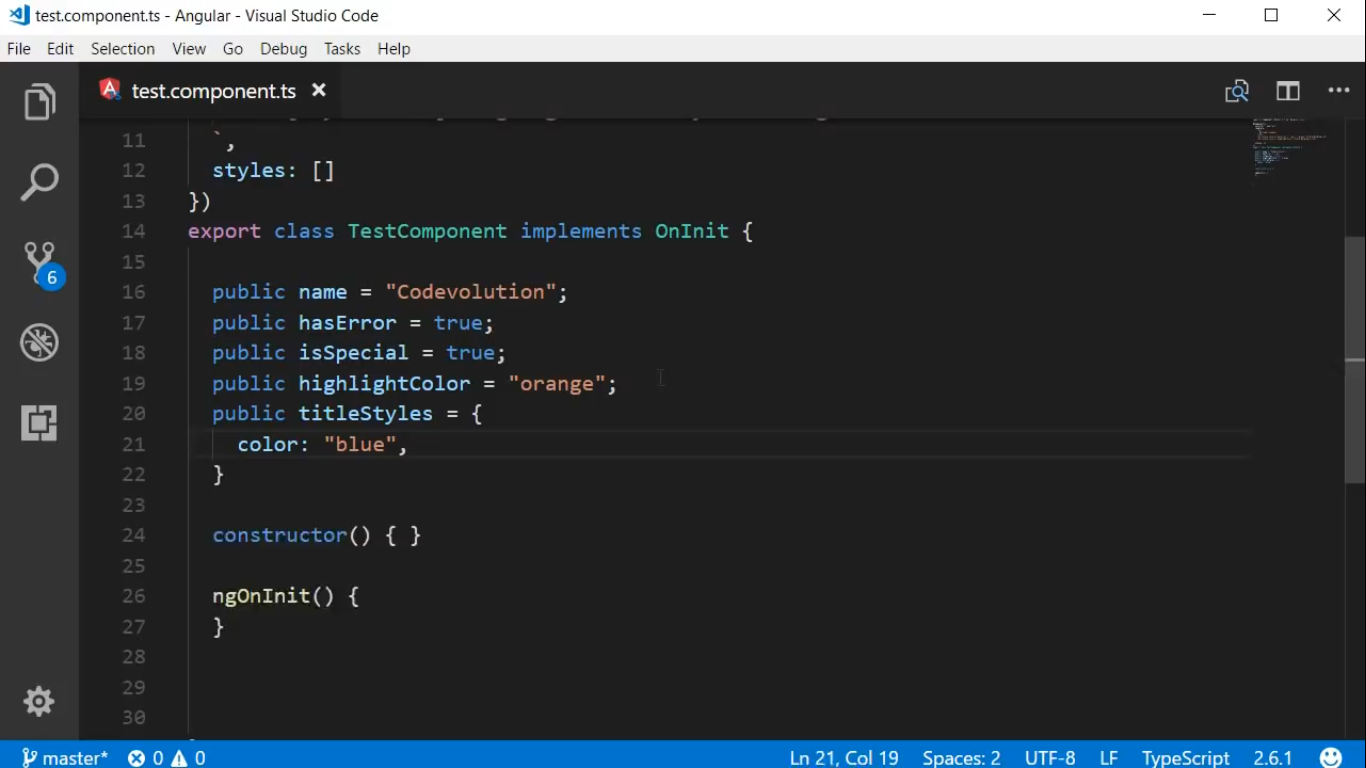 test.component.ts - Angular - Visual Studio Code
File Edit Selection View Go Debug Tasks Help
test.component.ts
11 `,
12 styles: []
13 })
14 export class TestComponent implements OnInit {
15
16 public name = "Codevolution";
17 public hasError = true;
18 public isSpecial = true;
19 public highlightColor = "orange";
20 public titleStyles = {
21 color: "blue",
22 }
23
24 constructor() { }
25
26 ngOnInit() {
27 }
28
29
30
6
master* 0 0 Ln 21, Col 19 Spaces: 2 UTF-8 LF TypeScript 2.6.1